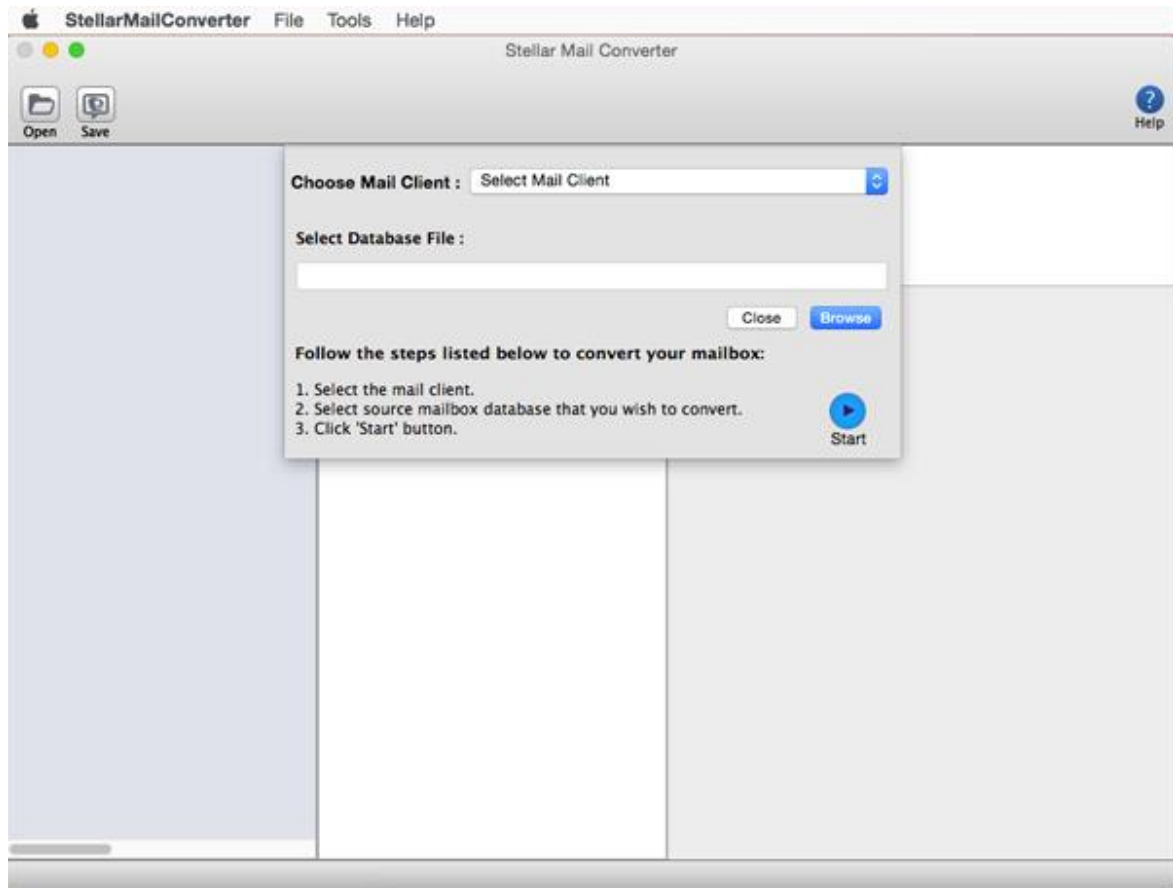 StellarMailConverter File Tools Help
Stellar Mail Converter
Open Save
Help
Choose Mail Client : Select Mail Client
Select Database File :
Close Browse
Follow the steps listed below to convert your mailbox:
1. Select the mail client.
2. Select source mailbox database that you wish to convert.
3. Click 'Start' button.
Start